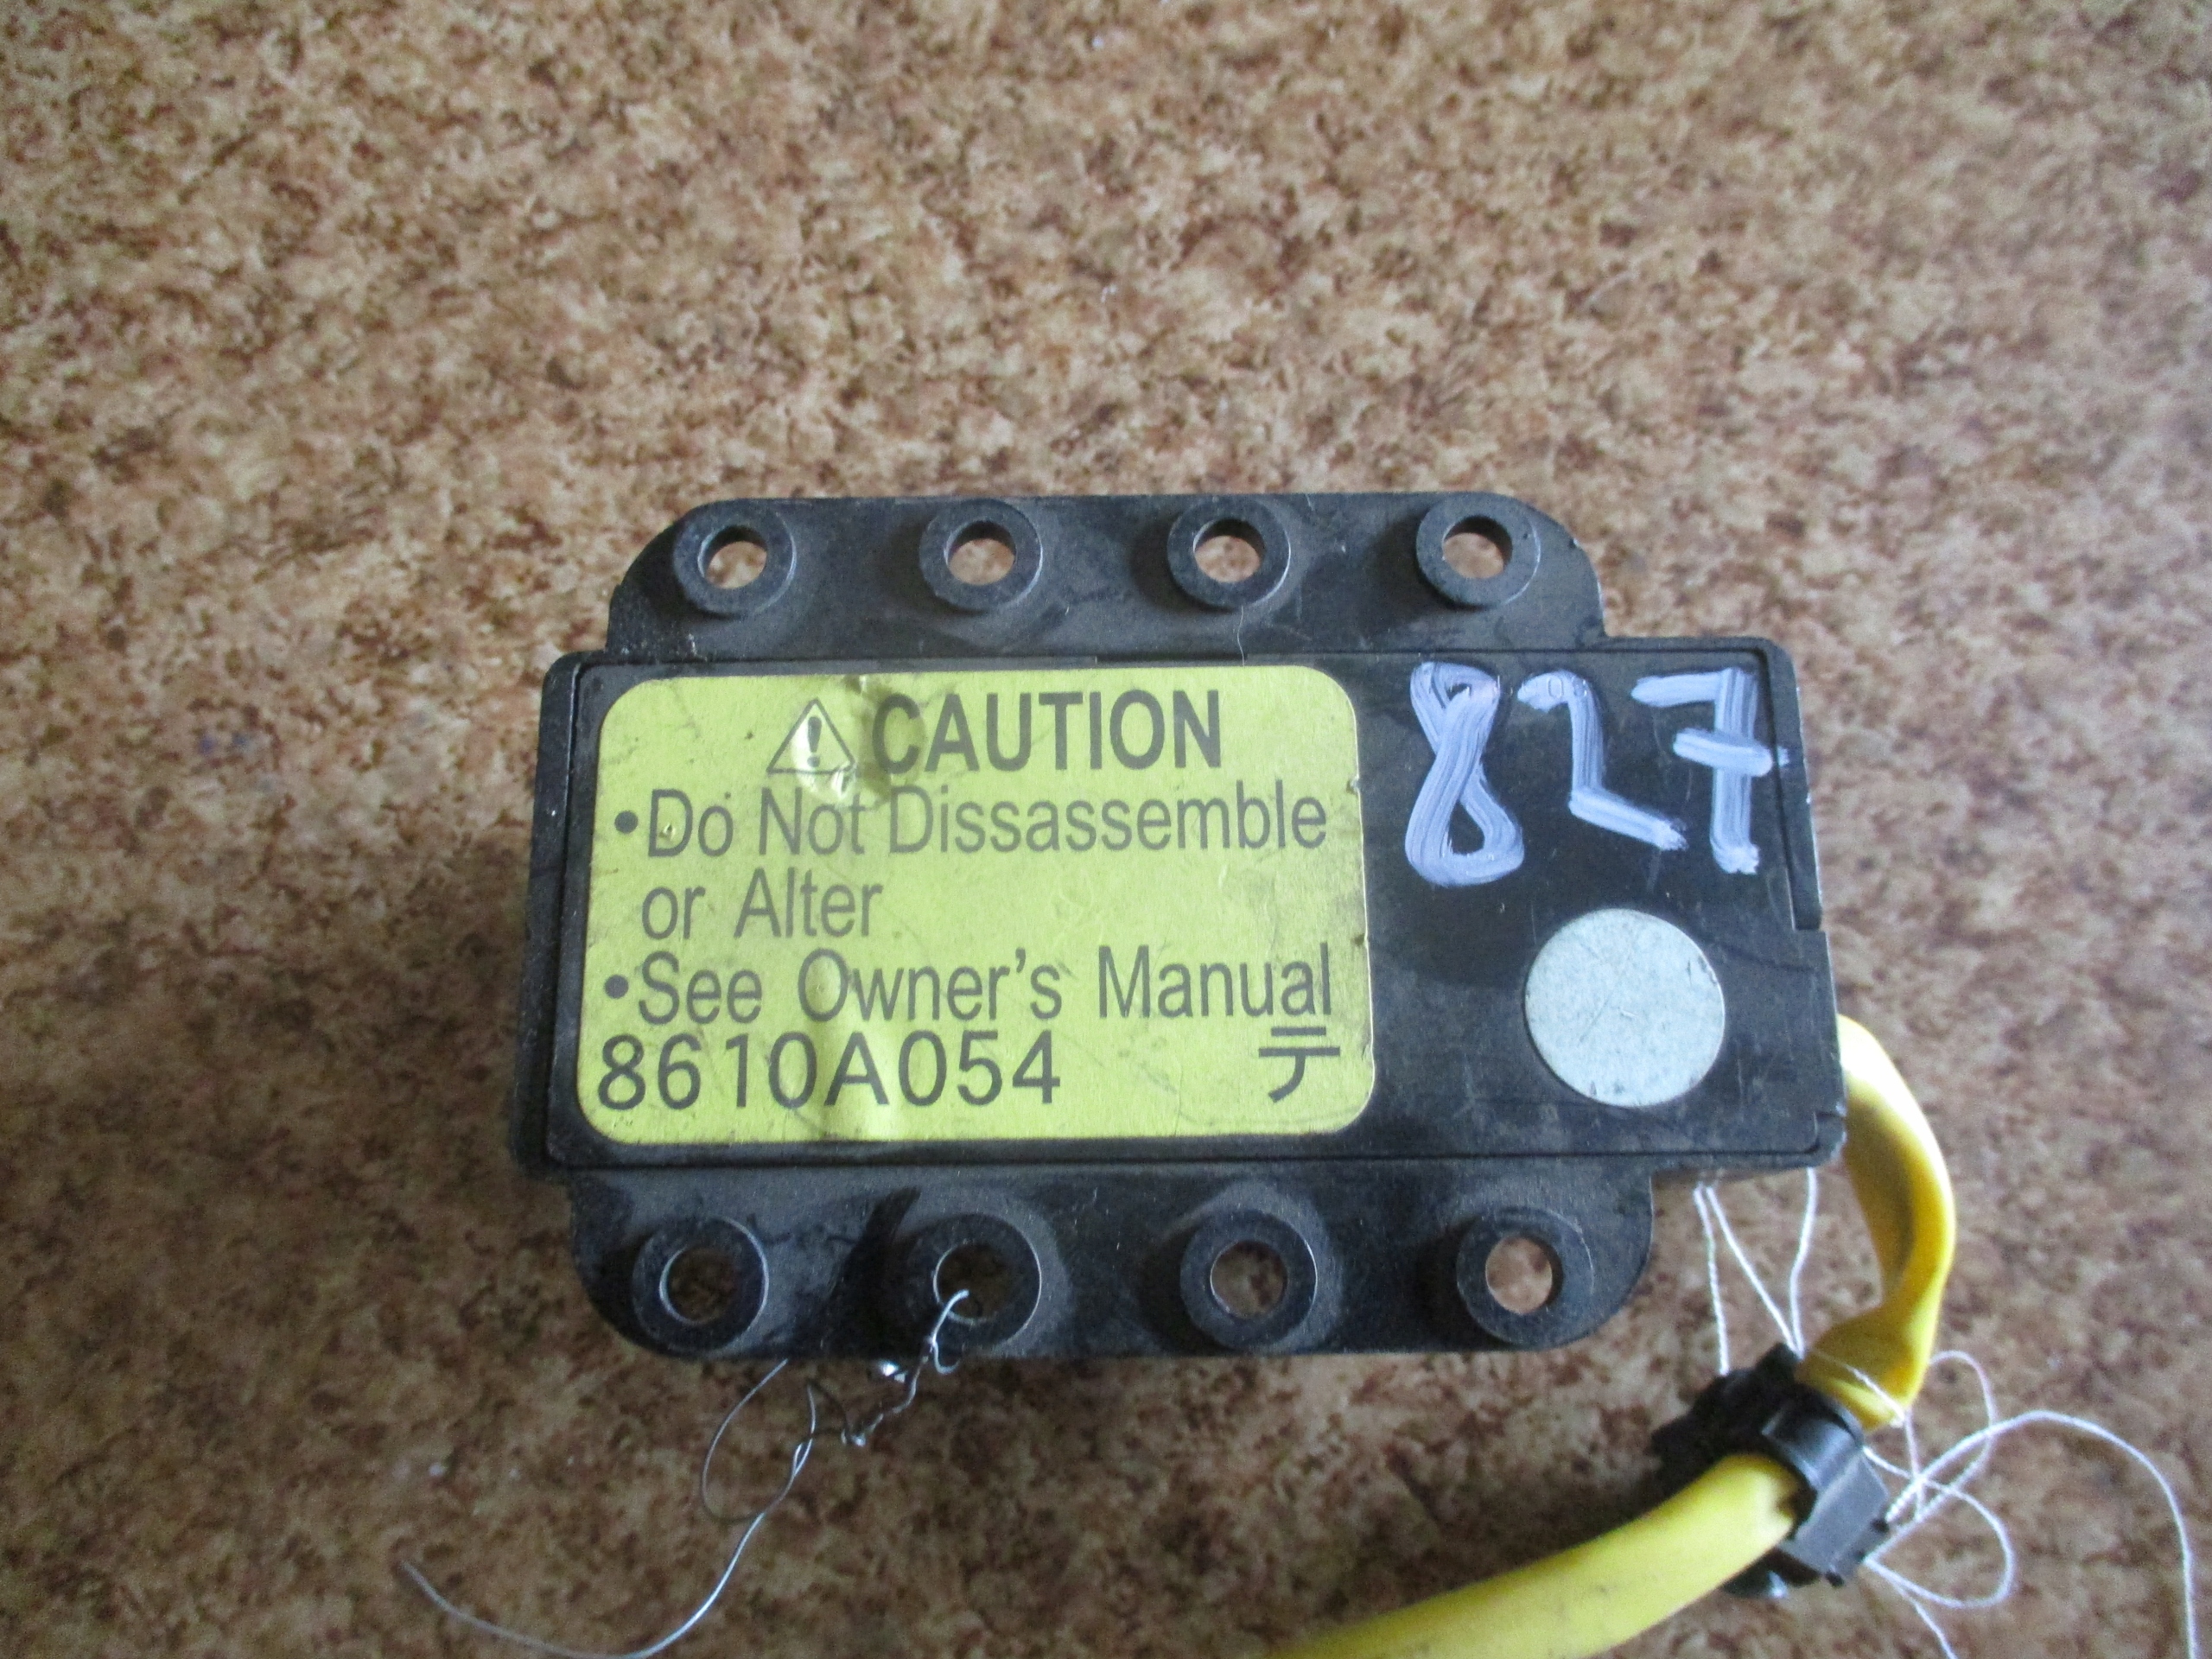 ⚠ CAUTION
827
•Do Not Dissassemble
or Alter
•See Owner's Manual
8610A054 テ